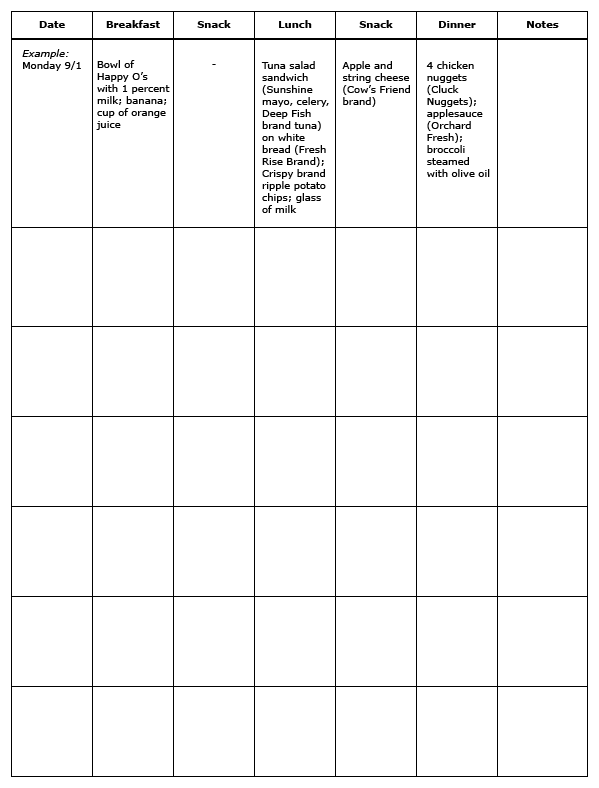 Date Breakfast Snack Lunch Snack Dinner Notes
Example:
Monday 9/1
Bowl of
Happy O’s
with 1 percent
milk; banana;
cup of orange
juice
-
Tuna salad
sandwich
(Sunshine
mayo, celery,
Deep Fish
brand tuna)
on white
bread (Fresh
Rise Brand);
Crispy brand
ripple potato
chips; glass
of milk
Apple and
string cheese
(Cow’s Friend
brand)
4 chicken
nuggets
(Cluck
Nuggets);
applesauce
(Orchard
Fresh);
broccoli
steamed
with olive oil